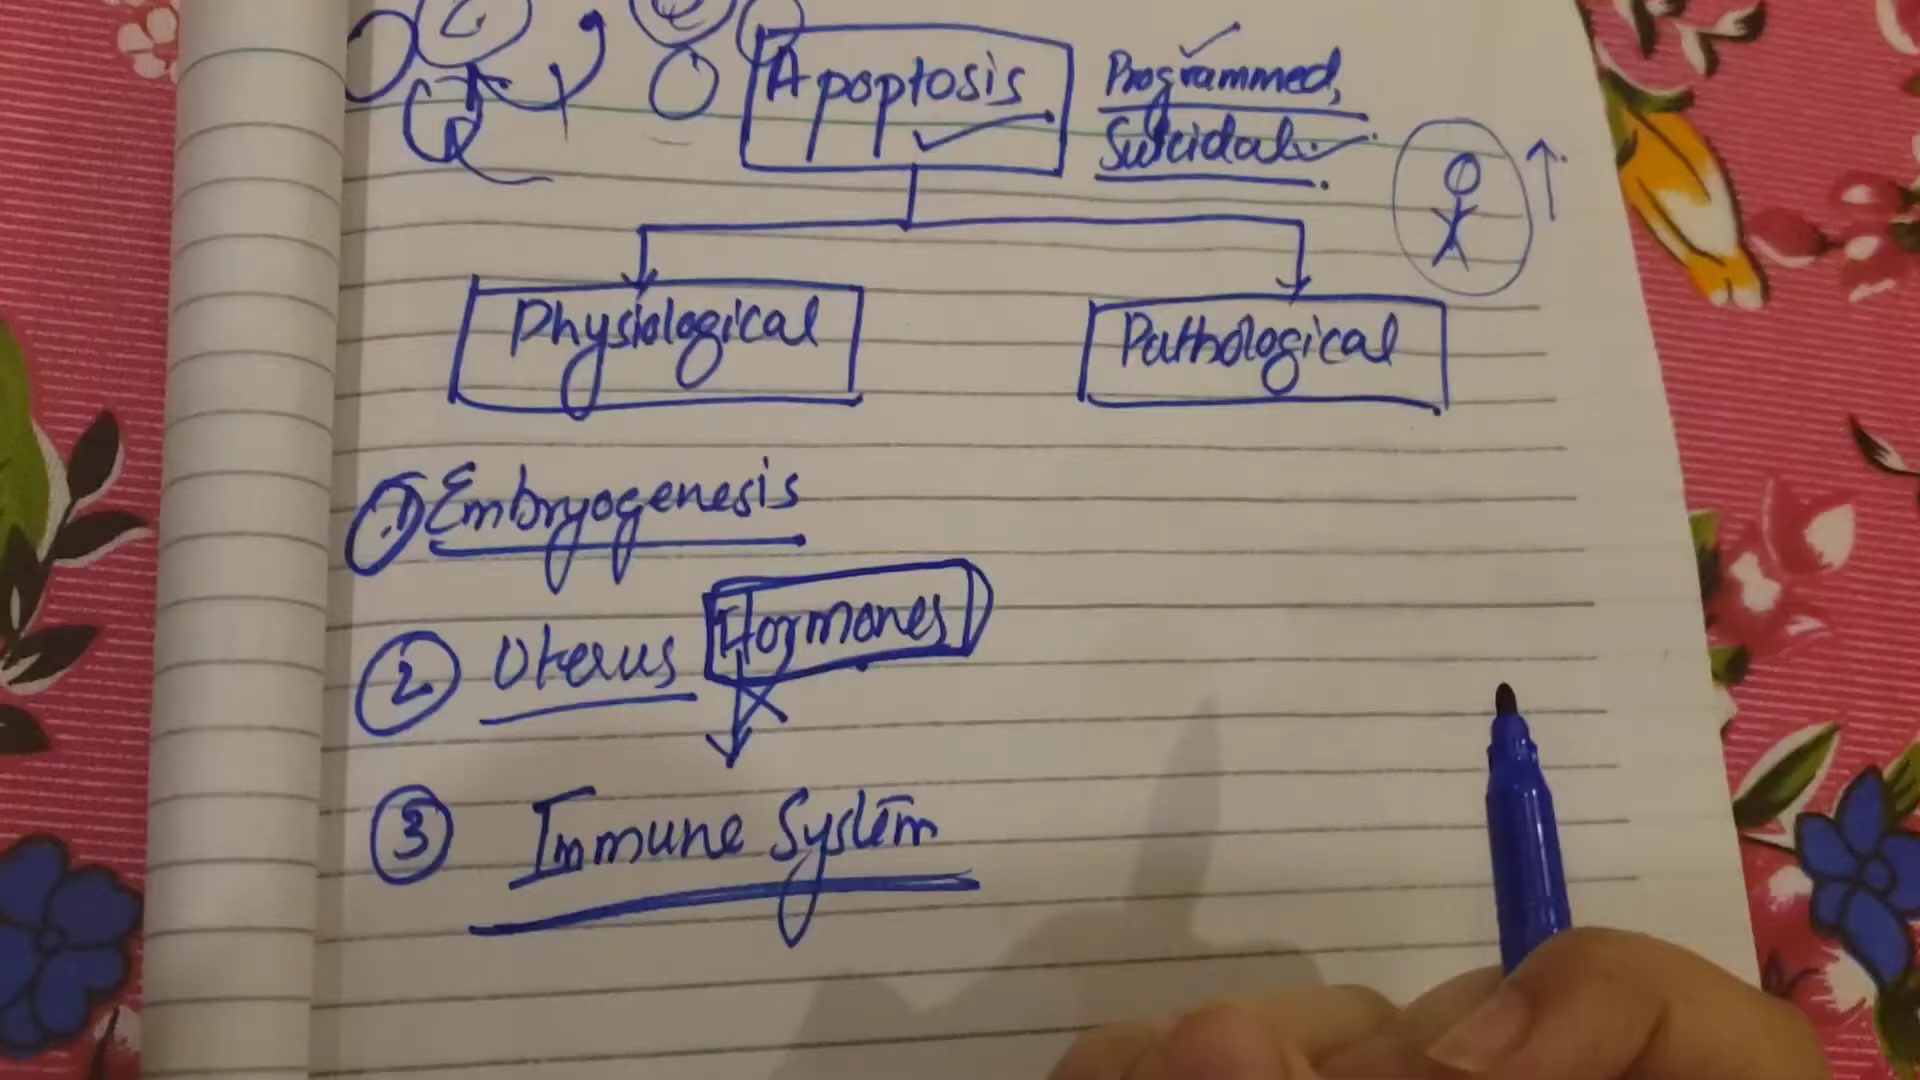 Apoptosis
Programmed,
Suicidal
Physiological
Pathological
1 Embryogenesis
2 Uterus Hormones
3 Immune System